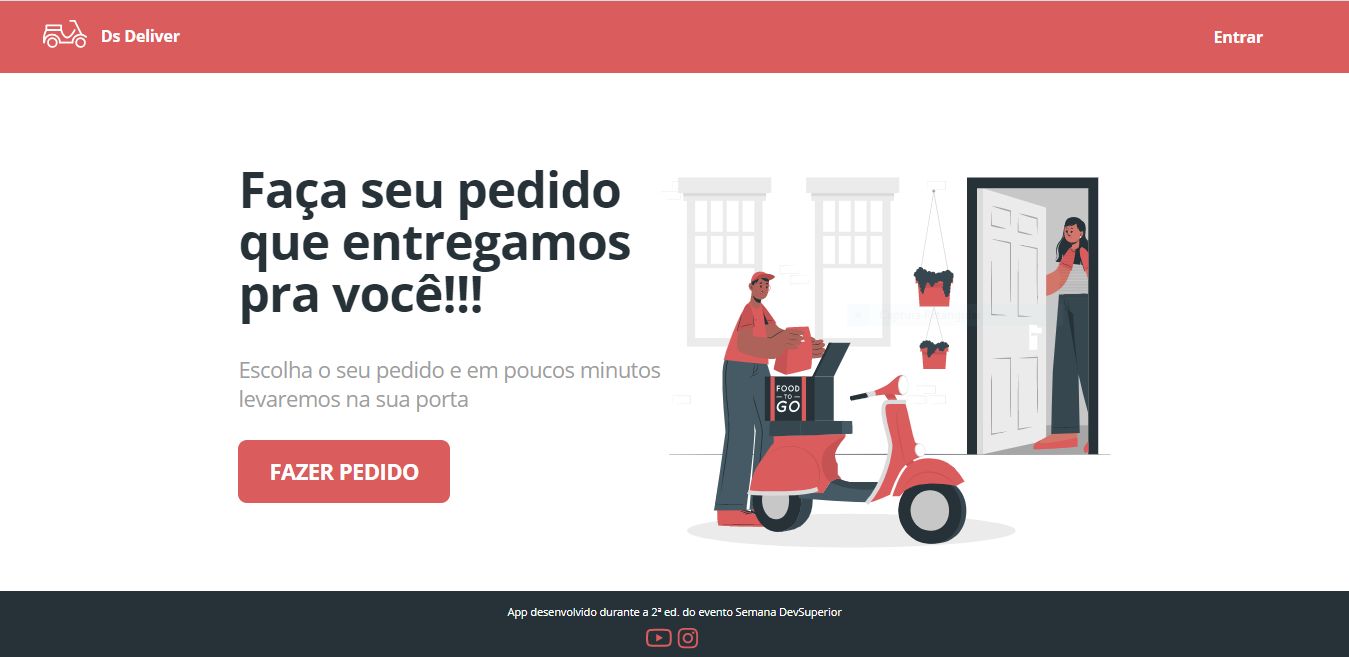 Ds Deliver
Entrar
Faça seu pedido
que entregamos
pra você!!!
Escolha o seu pedido e em poucos minutos
levaremos na sua porta
FAZER PEDIDO
FOOD
TO
GO
App desenvolvido durante a 2ª ed. do evento Semana DevSuperior